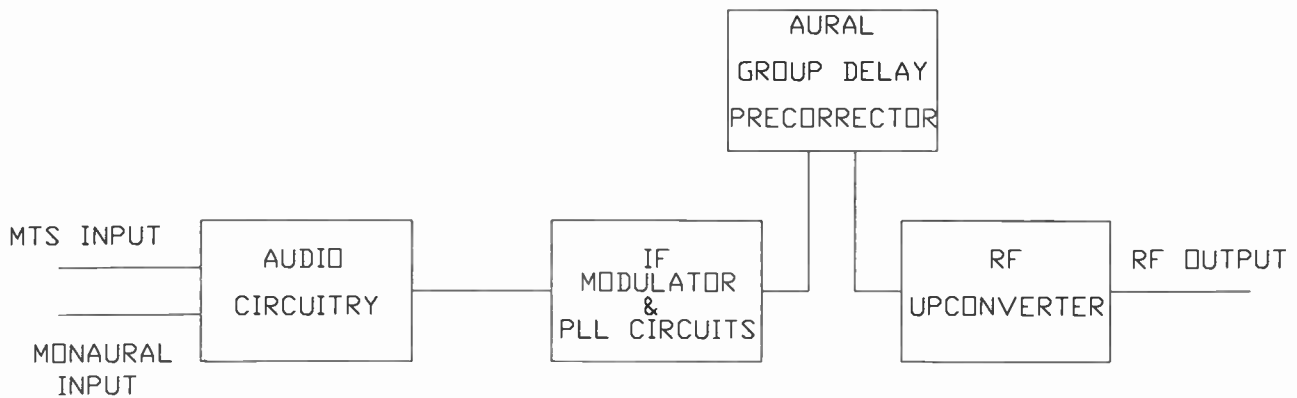 AURAL
GROUP DELAY
PRECORRECTOR
MTS INPUT
MONAURAL
INPUT
AUDIO
CIRCUITRY
IF
MODULATOR
&
PLL CIRCUITS
RF
UPCONVERTER
RF OUTPUT